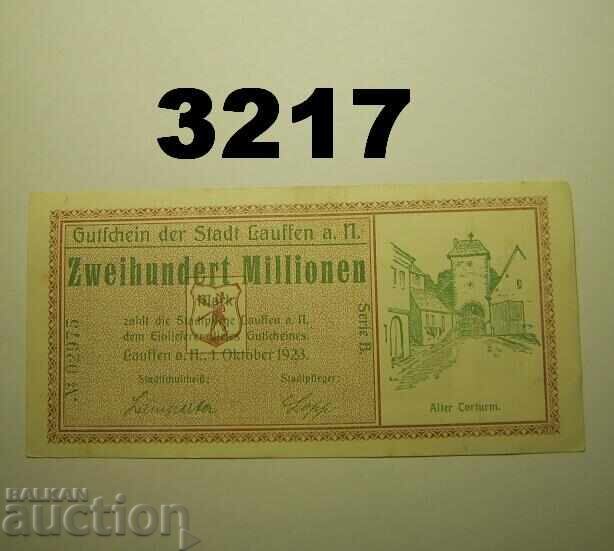 3217
Gutschein der Stadt Lauffen a. N.
Zweihundert Millionen
Mark
zahlt die Stadtpflege Lauffen a. N.
dem Einlieferer dieses Gutscheines.
Lauffen a. N., 1. Oktober 1923.
Stadtschultheiß: Stadtpfleger:
Serie B.
№ 02975
Alter Torturm.
BALKAN
auction